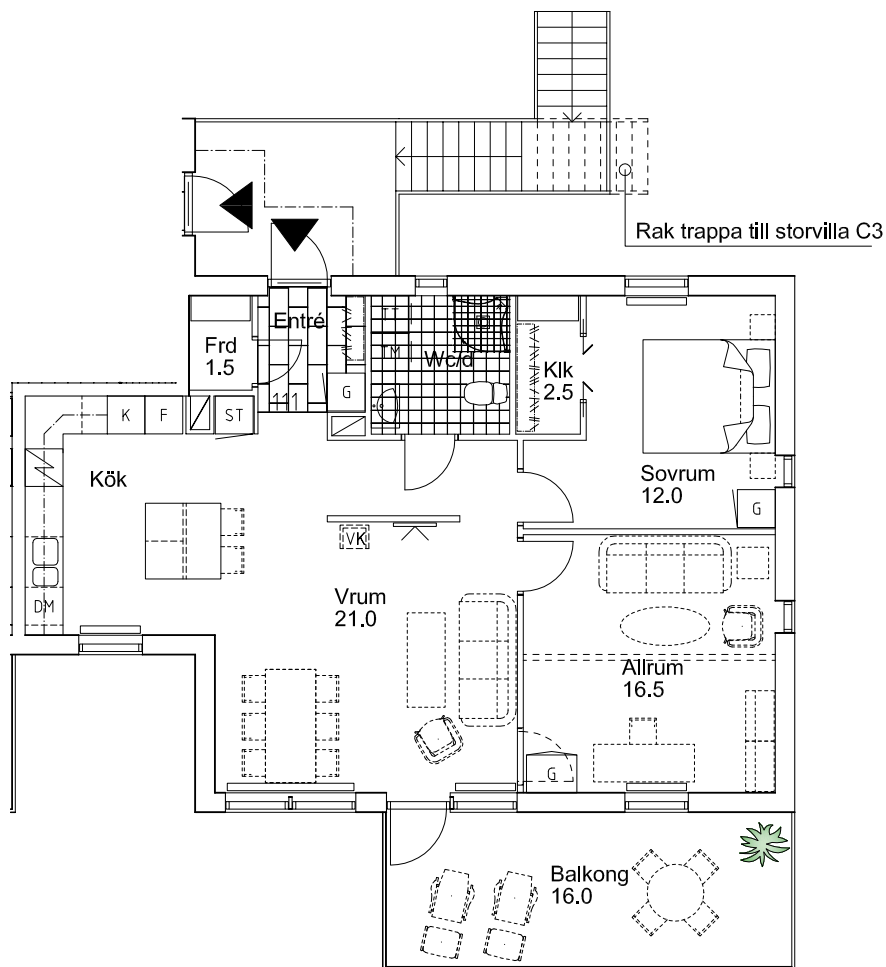 Rak trappa till storvilla C3
Entré
TT
Frd
1.5
TM
Wc/d
Klk
2.5
G
111
K
F
ST
Kök
Sovrum
12.0
G
VK
DM
Vrum
21.0
Allrum
16.5
G
Balkong
16.0